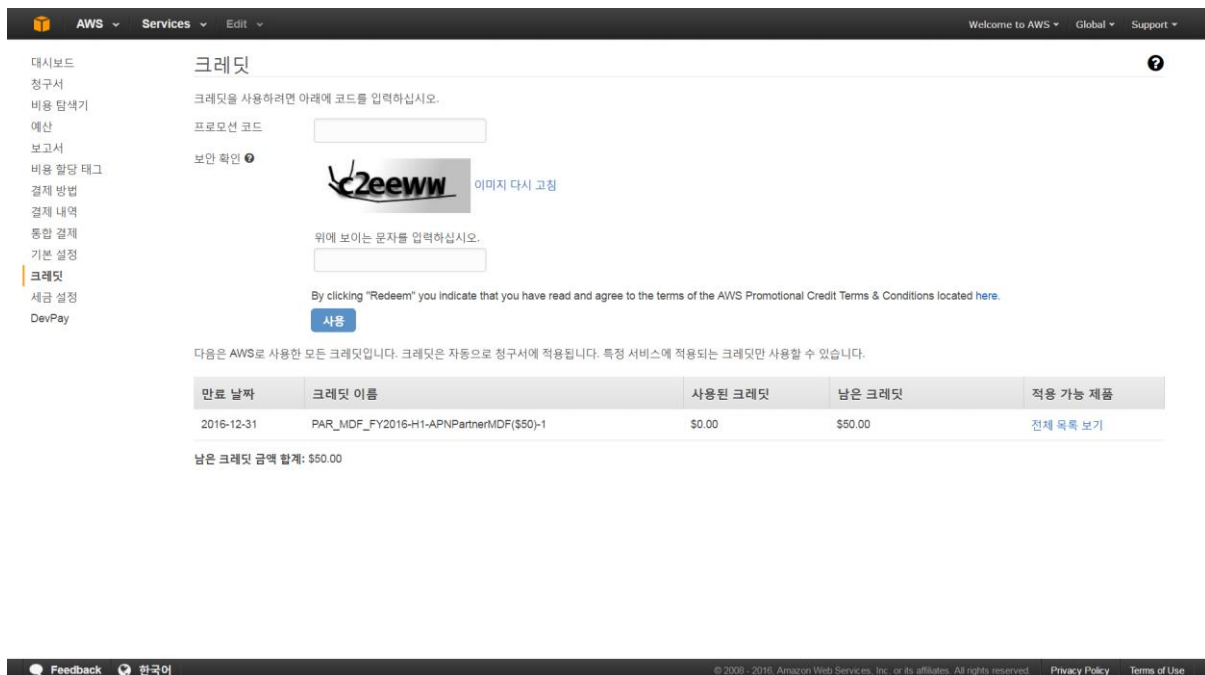 AWS Services Edit Welcome to AWS Global Support
대시보드
청구서
비용 탐색기
예산
보고서
비용 할당 태그
결제 방법
결제 내역
통합 결제
기본 설정
크레딧
세금 설정
DevPay
크레딧
크레딧을 사용하려면 아래에 코드를 입력하십시오.
프로모션 코드
보안 확인
c2eeww 이미지 다시 고침
위에 보이는 문자를 입력하십시오.
By clicking "Redeem" you indicate that you have read and agree to the terms of the AWS Promotional Credit Terms & Conditions located here.
사용
다음은 AWS로 사용한 모든 크레딧입니다. 크레딧은 자동으로 청구서에 적용됩니다. 특정 서비스에 적용되는 크레딧만 사용할 수 있습니다.
만료 날짜 크레딧 이름 사용된 크레딧 남은 크레딧 적용 가능 제품
2016-12-31 PAR_MDF_FY2016-H1-APNPartnerMDF($50)-1 $0.00 $50.00 전체 목록 보기
남은 크레딧 금액 합계: $50.00
Feedback 한국어 © 2008 - 2016, Amazon Web Services, Inc. or its affiliates. All rights reserved. Privacy Policy Terms of Use